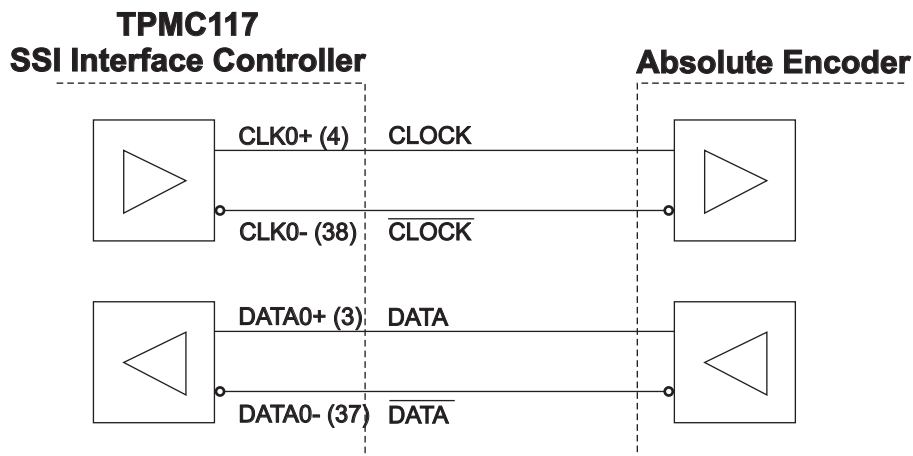 TPMC117
SSI Interface Controller
Absolute Encoder
CLK0+ (4) CLOCK
CLK0- (38) CLOCK
DATA0+ (3) DATA
DATA0- (37) DATA